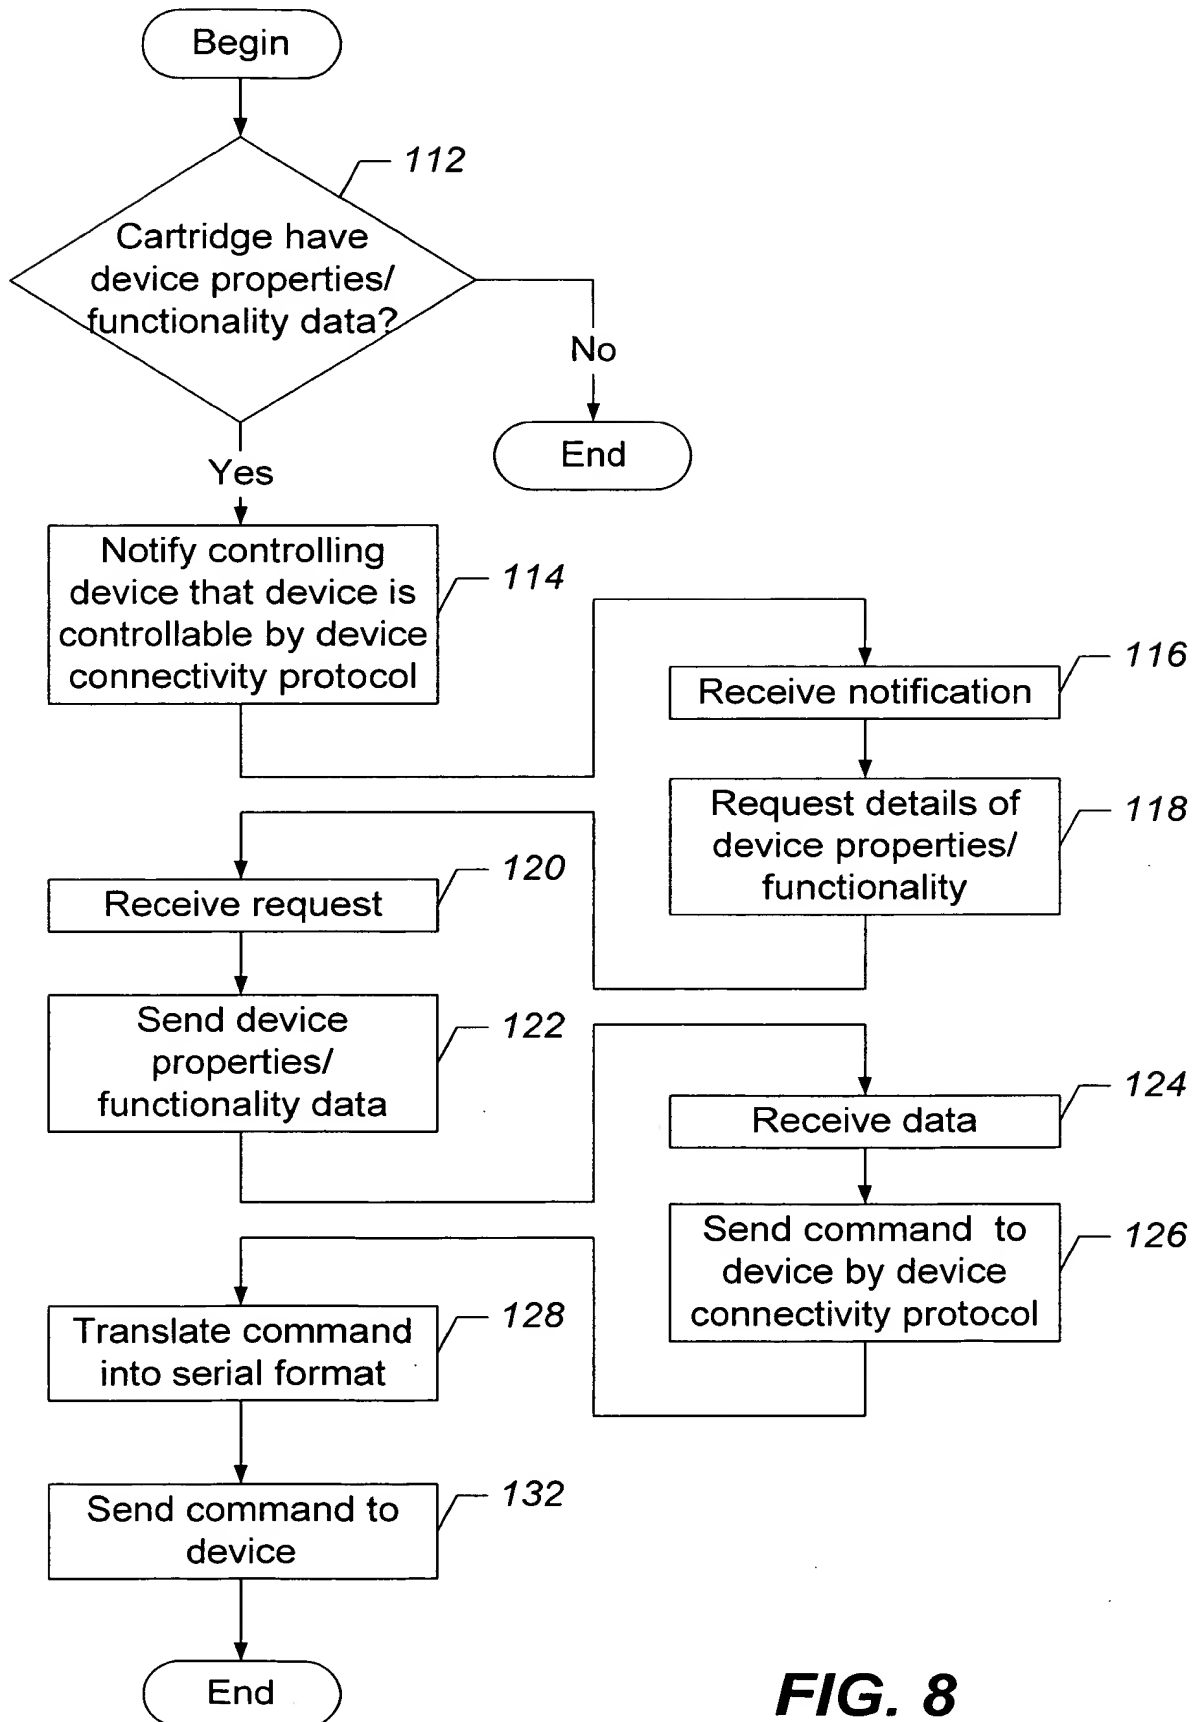 Begin
112
Cartridge have
device properties/
functionality data?
No
End
Yes
Notify controlling
device that device is
controllable by device
connectivity protocol
114
116
Receive notification
Request details of
device properties/
functionality
118
120
Receive request
Send device
properties/
functionality data
122
124
Receive data
Send command to
device by device
connectivity protocol
126
Translate command
into serial format
128
Send command to
device
132
End
FIG. 8